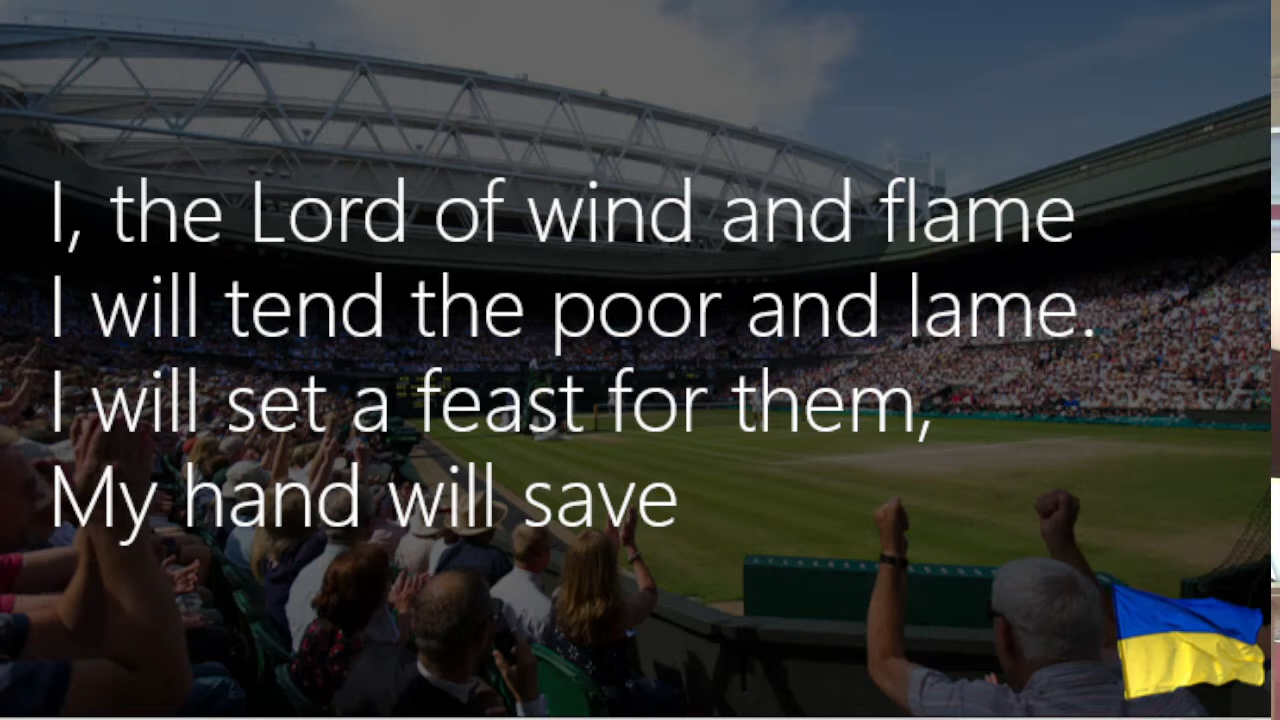 I, the Lord of wind and flame
I will tend the poor and lame.
I will set a feast for them,
My hand will save